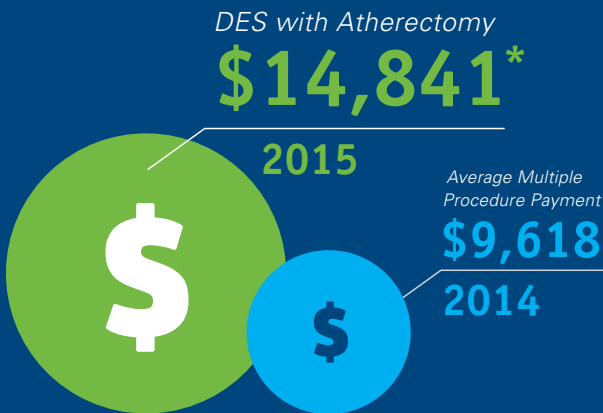 DES with Atherectomy
$14,841*
2015
Average Multiple
Procedure Payment
$9,618
2014
$
$